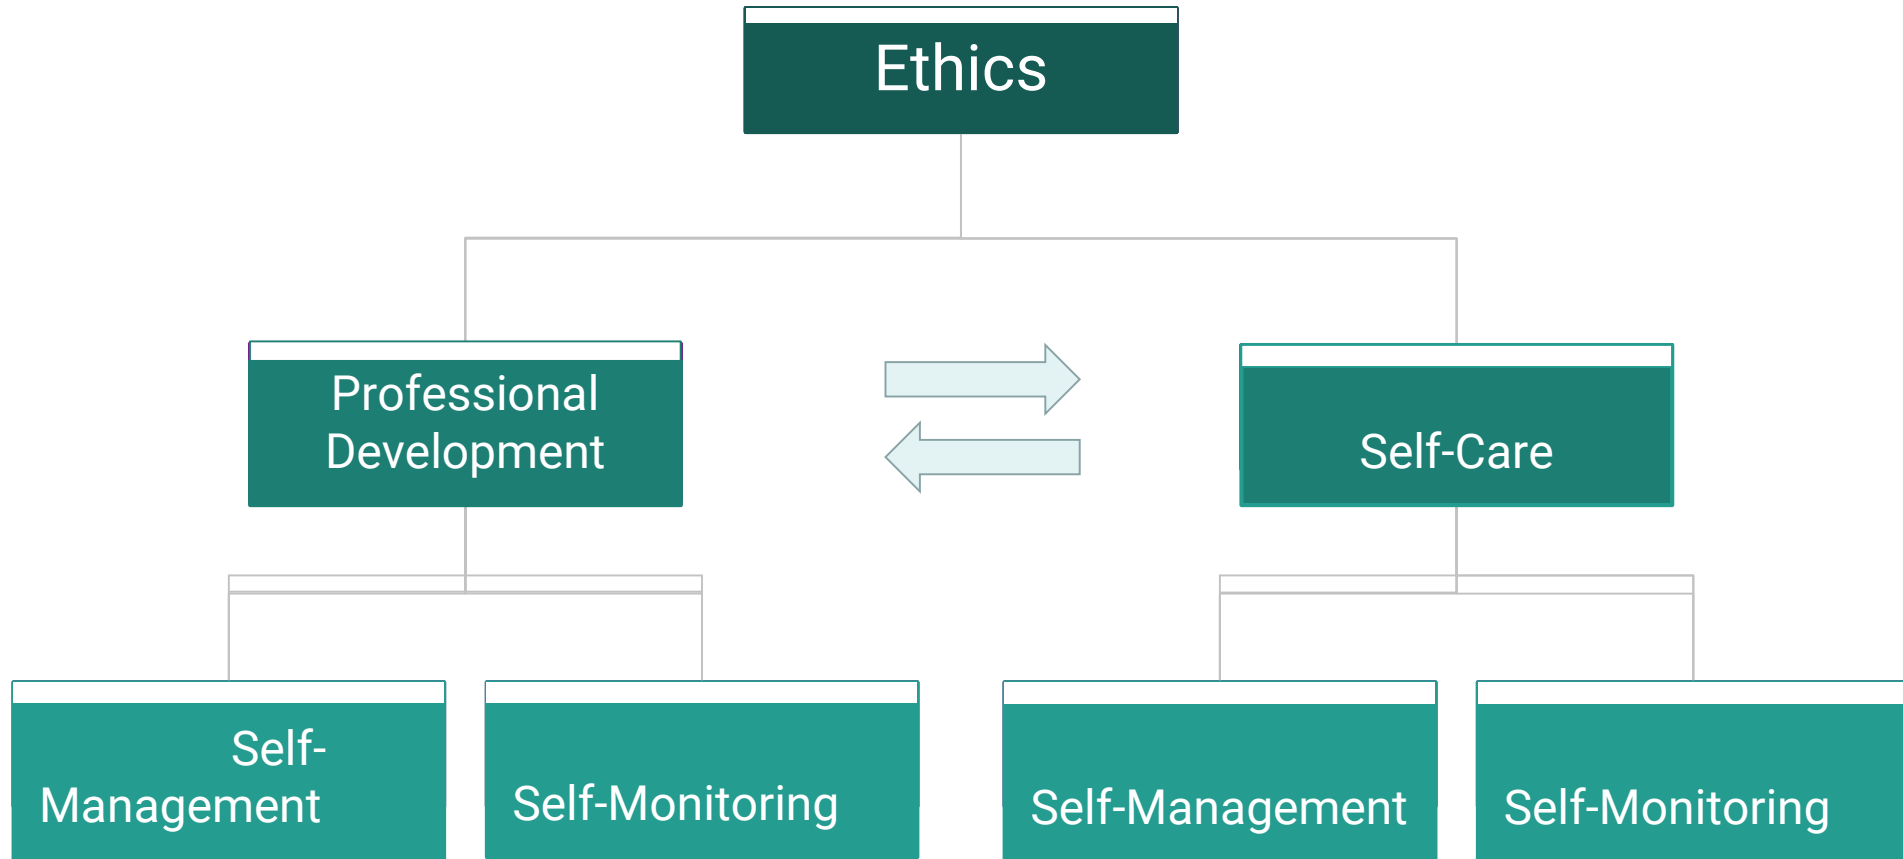 Ethics
Professional
Development
Self-Care
Self-
Management
Self-Monitoring
Self-Management
Self-Monitoring